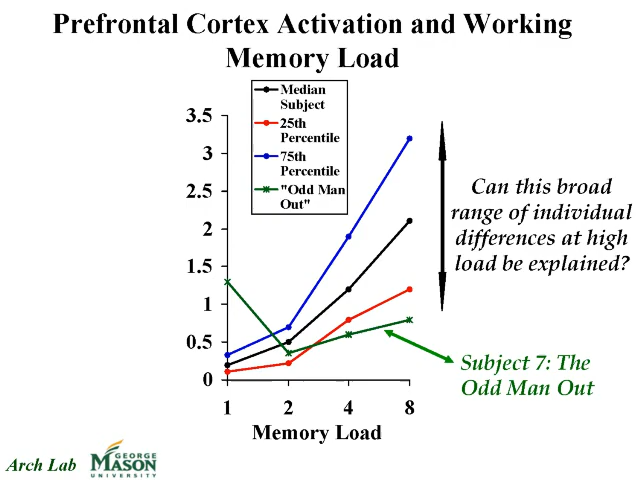 Prefrontal Cortex Activation and Working
Memory Load
Median
Subject
25th
Percentile
75th
Percentile
"Odd Man
Out"
3.5
3
2.5
2
1.5
1
0.5
0
1 2 4 8
Memory Load
Can this broad
range of individual
differences at high
load be explained?
Subject 7: The
Odd Man Out
Arch Lab
GEORGE
MASON
UNIVERSITY